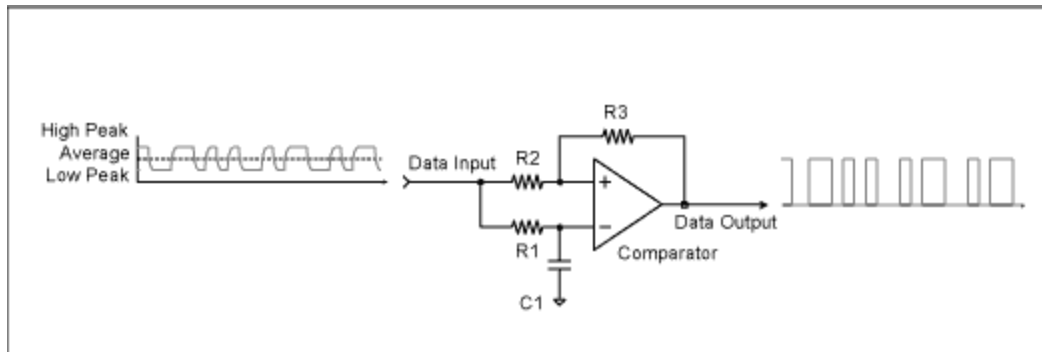 High Peak
Average
Low Peak
Data Input
R2
R3
+
−
R1
C1
Comparator
Data Output